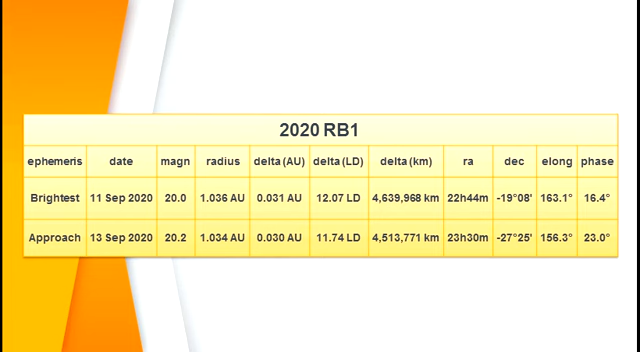 2020 RB1
ephemeris date magn radius delta (AU) delta (LD) delta (km) ra dec elong phase
Brightest 11 Sep 2020 20.0 1.036 AU 0.031 AU 12.07 LD 4,639,968 km 22h44m -19°08' 163.1° 16.4°
Approach 13 Sep 2020 20.2 1.034 AU 0.030 AU 11.74 LD 4,513,771 km 23h30m -27°25' 156.3° 23.0°